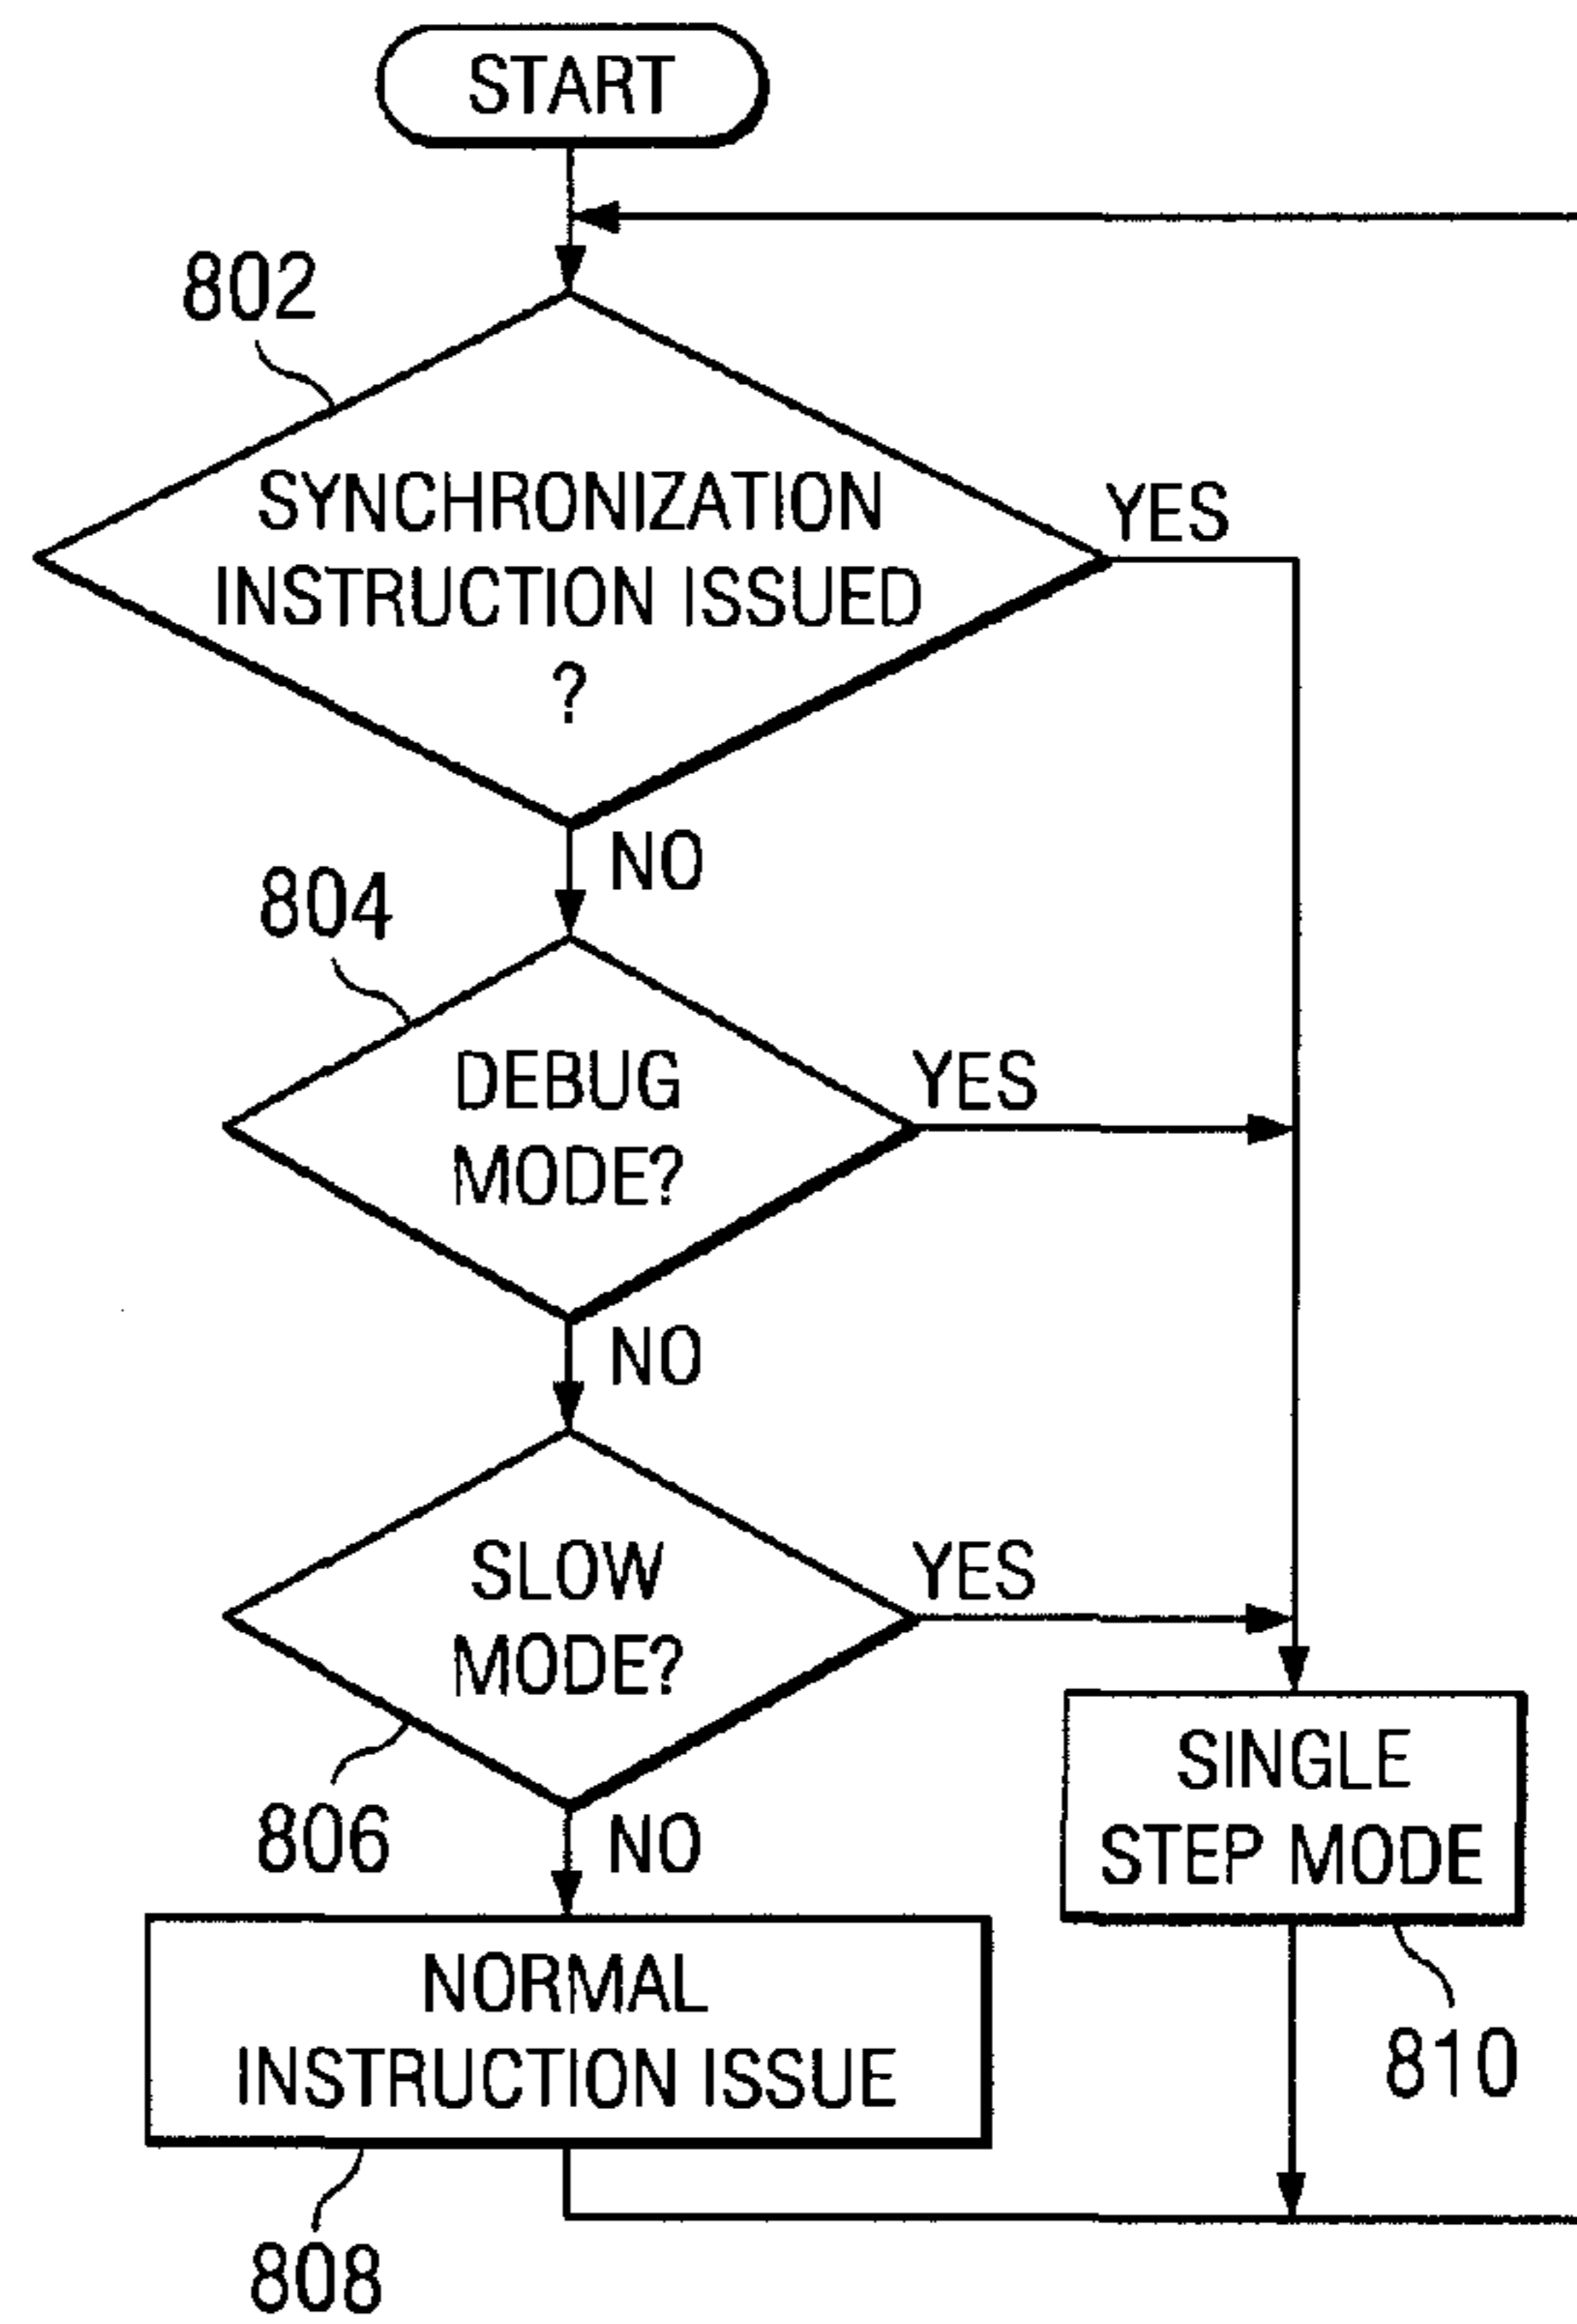 START
802
SYNCHRONIZATION
INSTRUCTION ISSUED
?
YES
NO
804
DEBUG
MODE?
YES
NO
SLOW
MODE?
YES
806
NO
SINGLE
STEP MODE
NORMAL
INSTRUCTION ISSUE
810
808